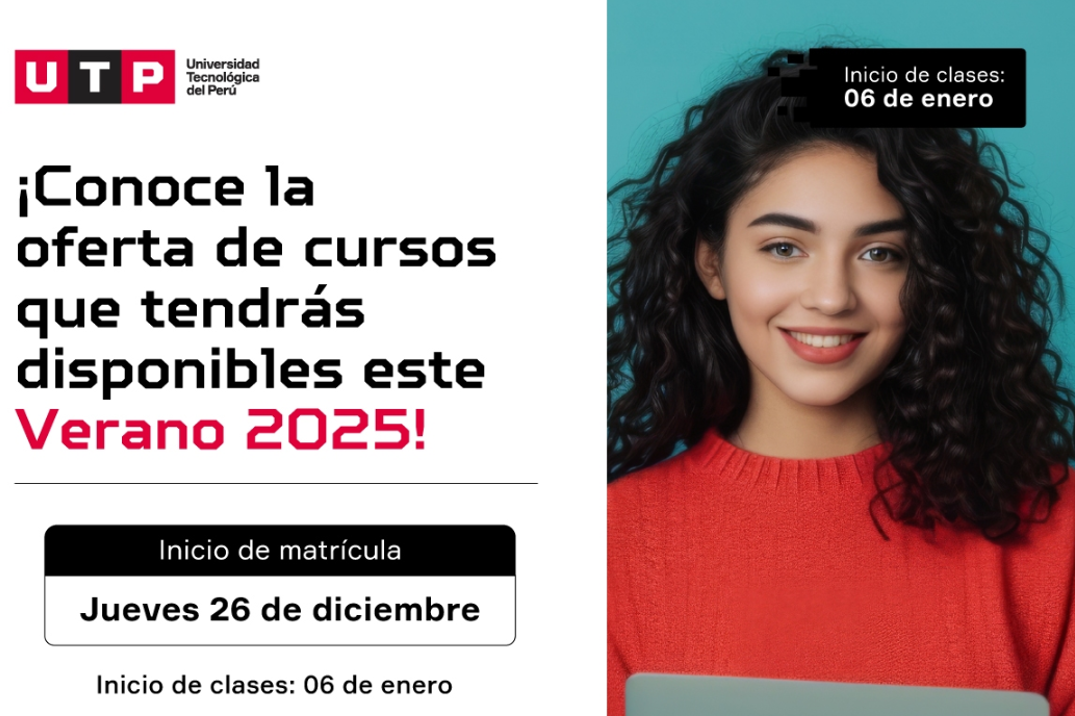 UTP
Universidad
Tecnológica
del Perú
¡Conoce la
oferta de cursos
que tendrás
disponibles este
Verano 2025!
Inicio de matrícula
Jueves 26 de diciembre
Inicio de clases: 06 de enero
Inicio de clases:
06 de enero